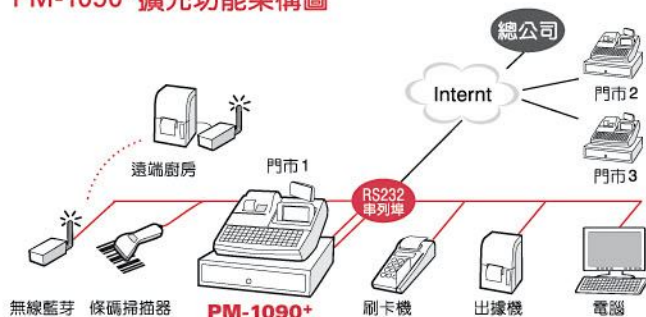 PM-1090⁺擴充功能架構圖
總公司
Internt
門市2
門市3
遠端廚房
門市1
RS232
串列埠
無線藍芽
條碼掃描器
PM-1090⁺
刷卡機
出據機
電腦